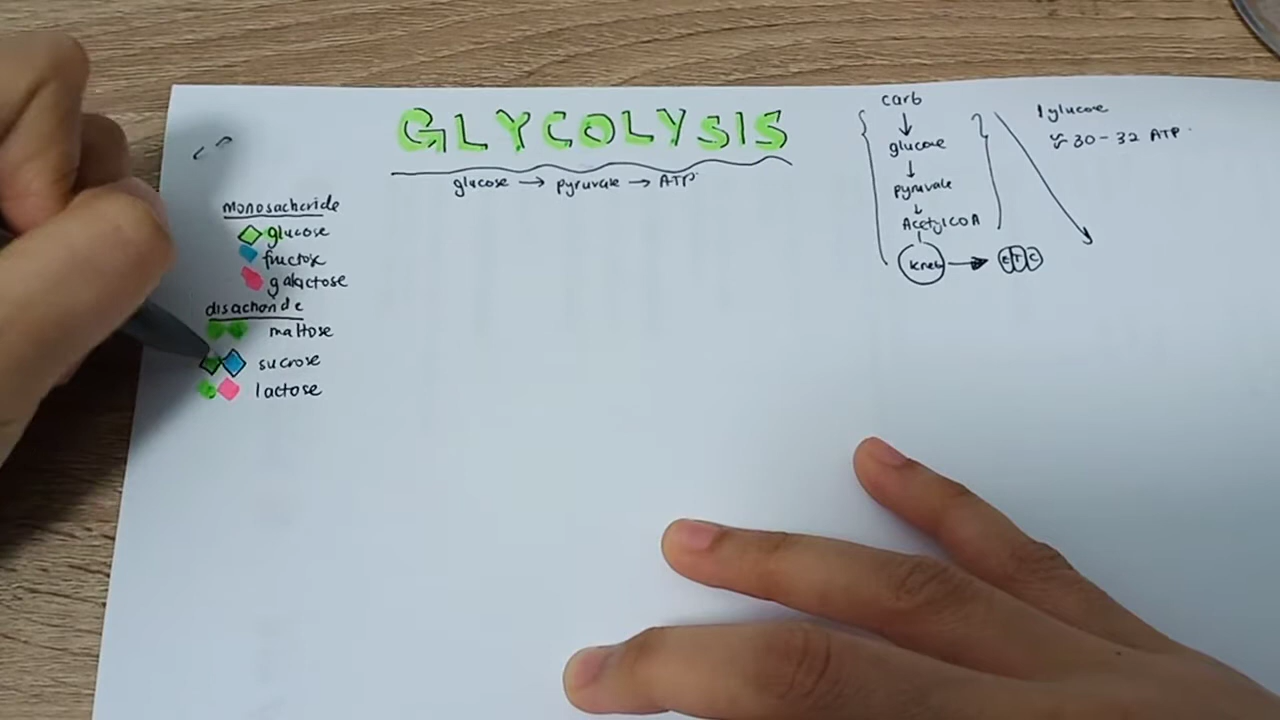 GLYCOLYSIS
glucose → pyruvate → ATP
monosacharide
glucose
fructose
galactose
disacharide
maltose
sucrose
lactose
carb
↓
glucose
↓
pyruvate
↓
Acetyl COA
kreb → ETC
1 glucose
≈ 30 - 32 ATP